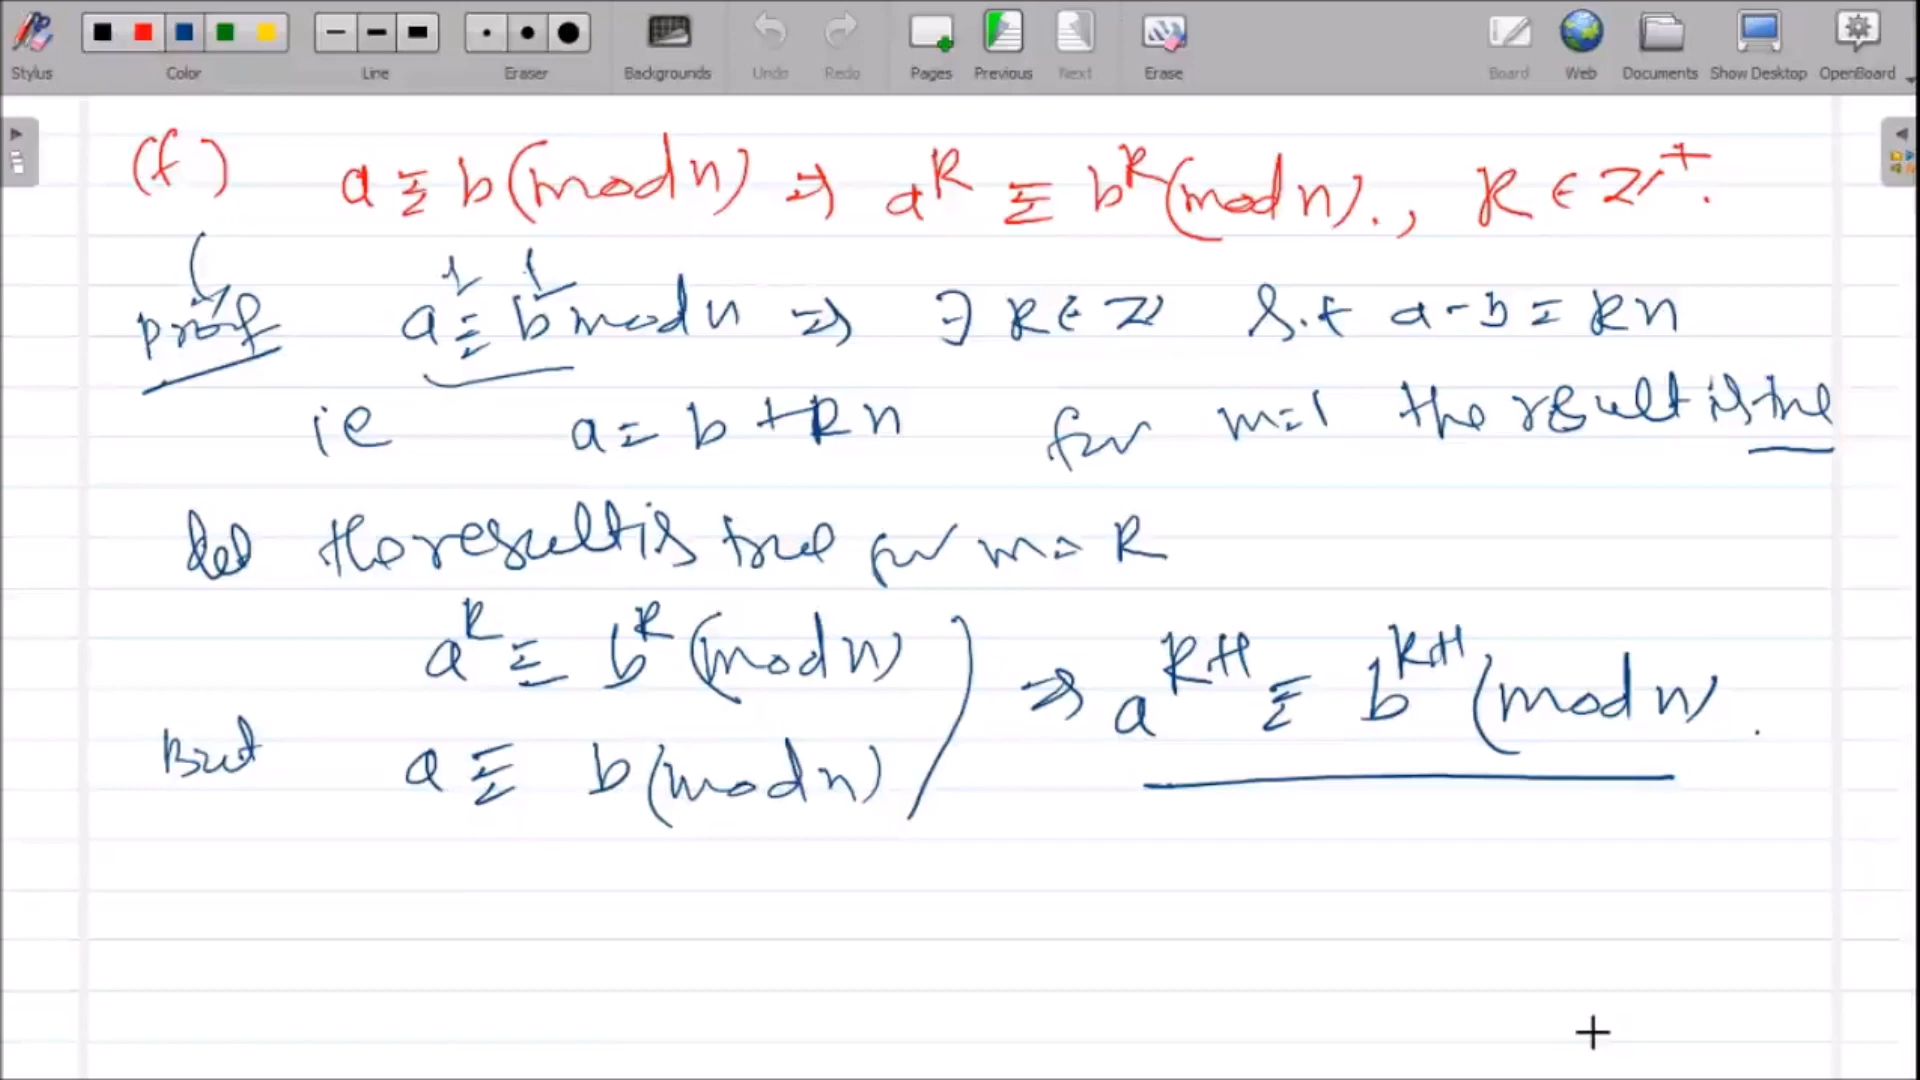 Stylus Color Line Eraser Backgrounds Undo Redo Pages Previous Next Erase Board Web Documents Show Desktop OpenBoard
(f) a ≡ b (mod n) ⇒ a^k ≡ b^k (mod n)., k ∈ Z^+.
proof a^1 ≡ b^1 mod n ⇒ ∃ k ∈ Z s.t a-b = kn
ie a = b + kn for m=1 the result is true
Let the result is true for m = k
a^k ≡ b^k (mod n)
But a ≡ b (mod n) ⇒ a^{k+1} ≡ b^{k+1} (mod n).